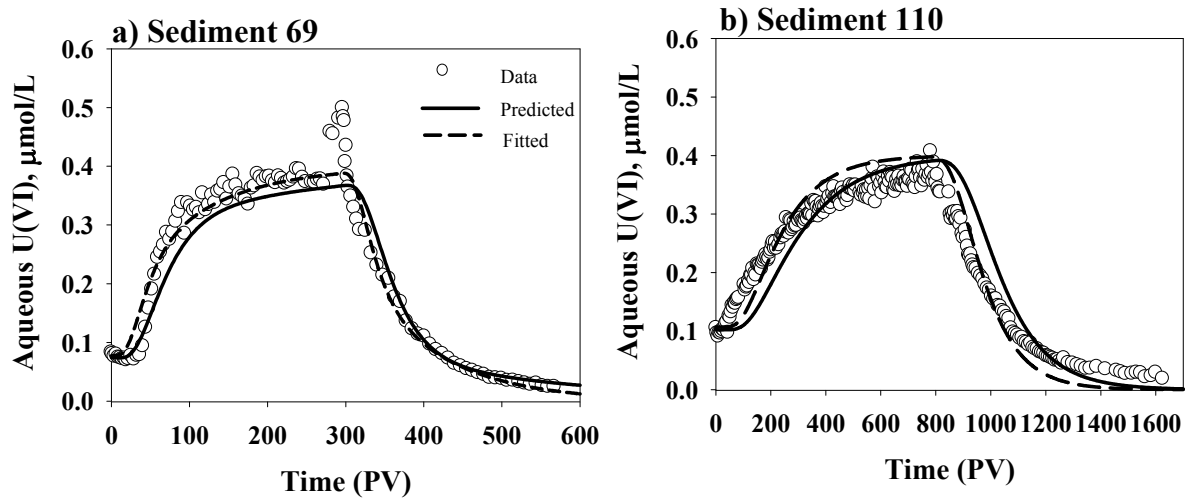 a) Sediment 69
0.6
0.5
0.4
0.3
0.2
0.1
0.0
Aqueous U(VI), μmol/L
Data
Predicted
Fitted
0 100 200 300 400 500 600
Time (PV)
b) Sediment 110
0.6
0.5
0.4
0.3
0.2
0.1
0.0
Aqueous U(VI), μmol/L
0 200 400 600 800 1000 1200 1400 1600
Time (PV)